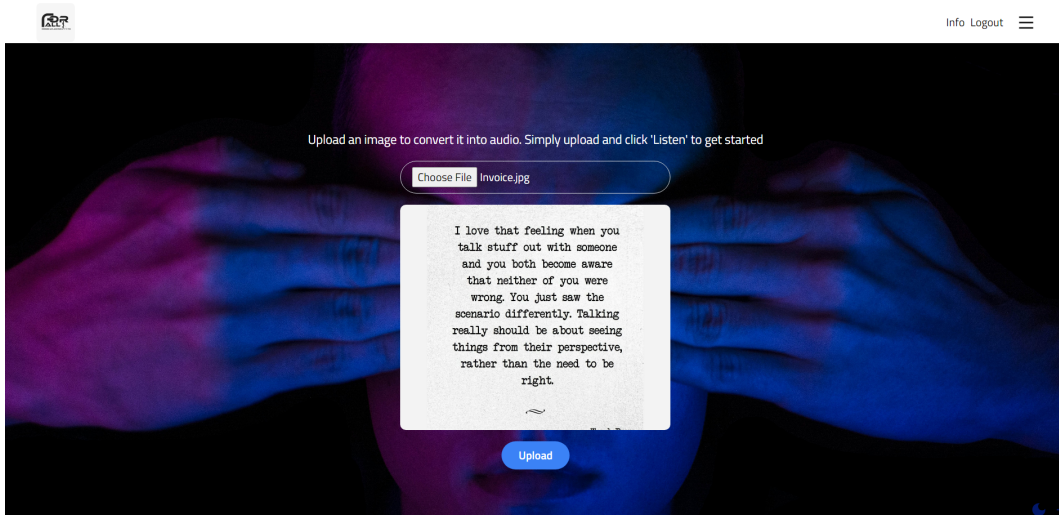 FOR
ALL
Info Logout
Upload an image to convert it into audio. Simply upload and click 'Listen' to get started
Choose File Invoice.jpg
I love that feeling when you
talk stuff out with someone
and you both become aware
that neither of you were
wrong. You just saw the
scenario differently. Talking
really should be about seeing
things from their perspective,
rather than the need to be
right.
Upload